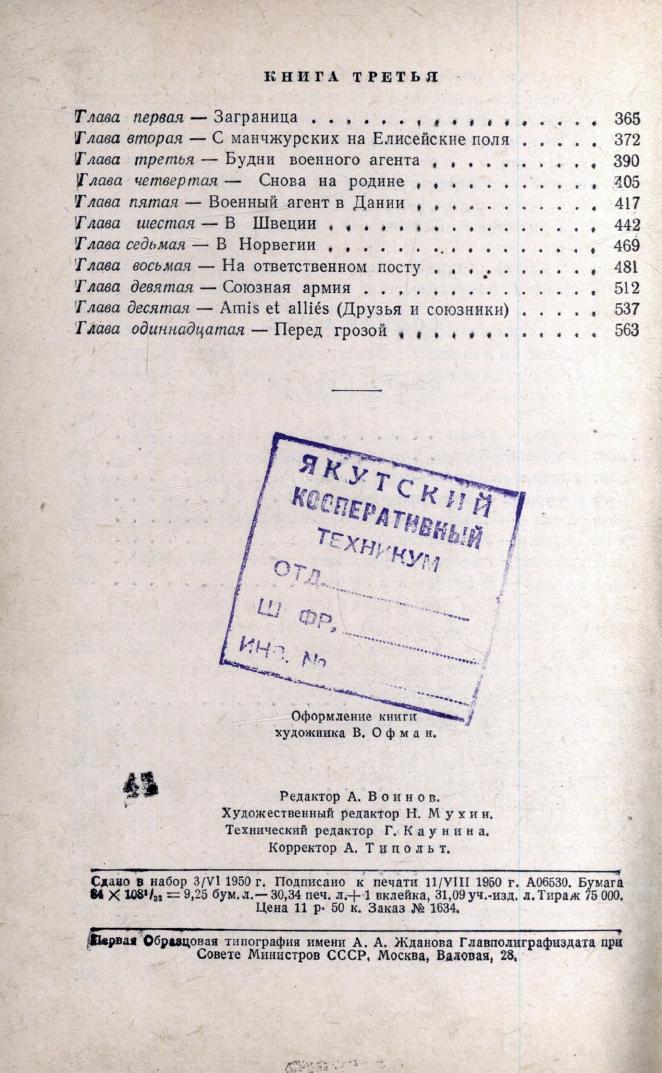 КНИГА ТРЕТЬЯ
Глава первая — Заграница . . . . . . . . . . . . . . . 365
Глава вторая — С манчжурских на Елисейские поля . . . . . 372
Глава третья — Будни военного агента . . . . . . . . . . 390
Глава четвертая — Снова на родине . . . . . . . . . . . 405
Глава пятая — Военный агент в Дании . . . . . . . . . . . 417
Глава шестая — В Швеции . . . . . . . . . . . . . . . 442
Глава седьмая — В Норвегии . . . . . . . . . . . . . . . 469
Глава восьмая — На ответственном посту . . . . . . . . . . 481
Глава девятая — Союзная армия . . . . . . . . . . . . . 512
Глава десятая — Amis et alliés (Друзья и союзники) . . . . . 537
Глава одиннадцатая — Перед грозой . . . . . . . . . . . . 563
ЯКУТСКИЙ
КООПЕРАТИВНЫЙ
ТЕХНИКУМ
ОТД.
Ш ФР.
ИНВ. №
Оформление книги
художника В. Офман.
45
Редактор А. Воинов.
Художественный редактор Н. Мухин.
Технический редактор Г. Каунина.
Корректор А. Типольт.
Сдано в набор 3/VI 1950 г. Подписано к печати 11/VIII 1950 г. А06530. Бумага
84 × 108¹/₃₂ = 9,25 бум. л. — 30,34 печ. л. + 1 вклейка, 31,09 уч.-изд. л. Тираж 75 000.
Цена 11 р. 50 к. Заказ № 1634.
Первая Образцовая типография имени А. А. Жданова Главполиграфиздата при
Совете Министров СССР. Москва, Валовая, 28.